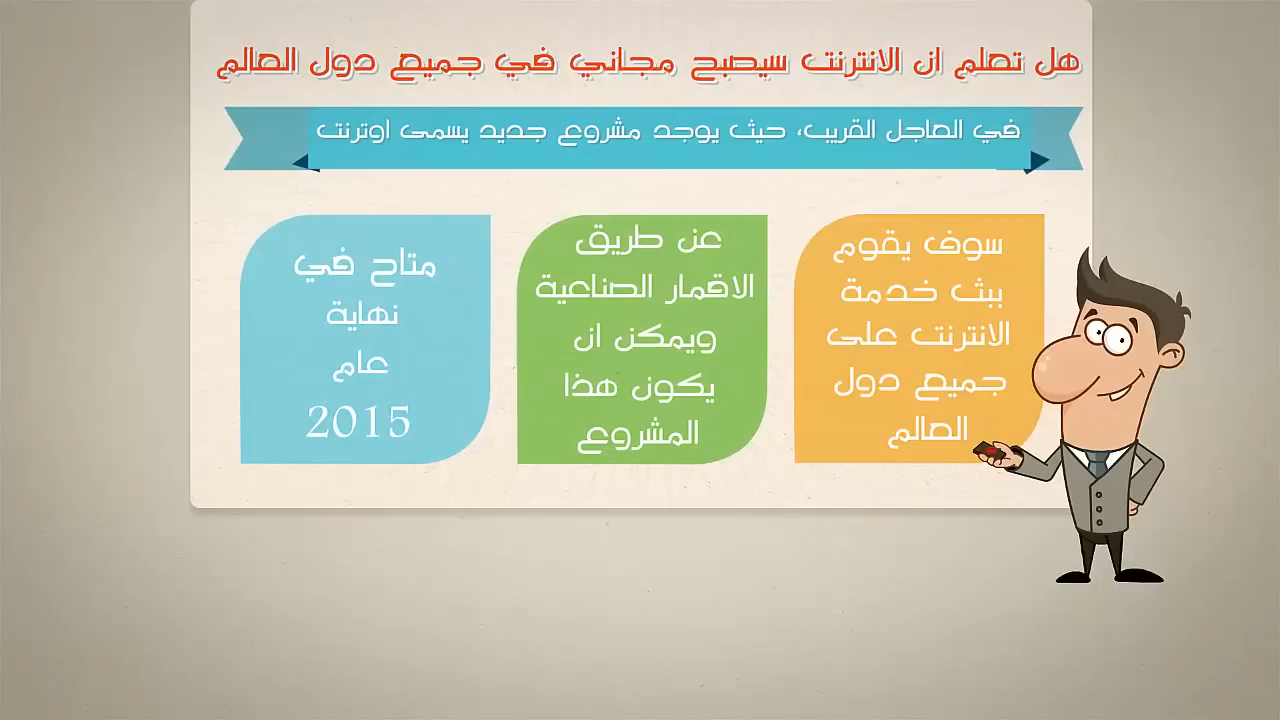 هل تعلم ان الانترنت سيصبح مجاني في جميع دول العالم
في العاجل القريب، حيث يوجد مشروع جديد يسمى اوترنت
سوف يقوم
ببث خدمة
الانترنت على
جميع دول
العالم
عن طريق
الاقمار الصناعية
ويمكن ان
يكون هذا
المشروع
متاح في
نهاية
عام
2015